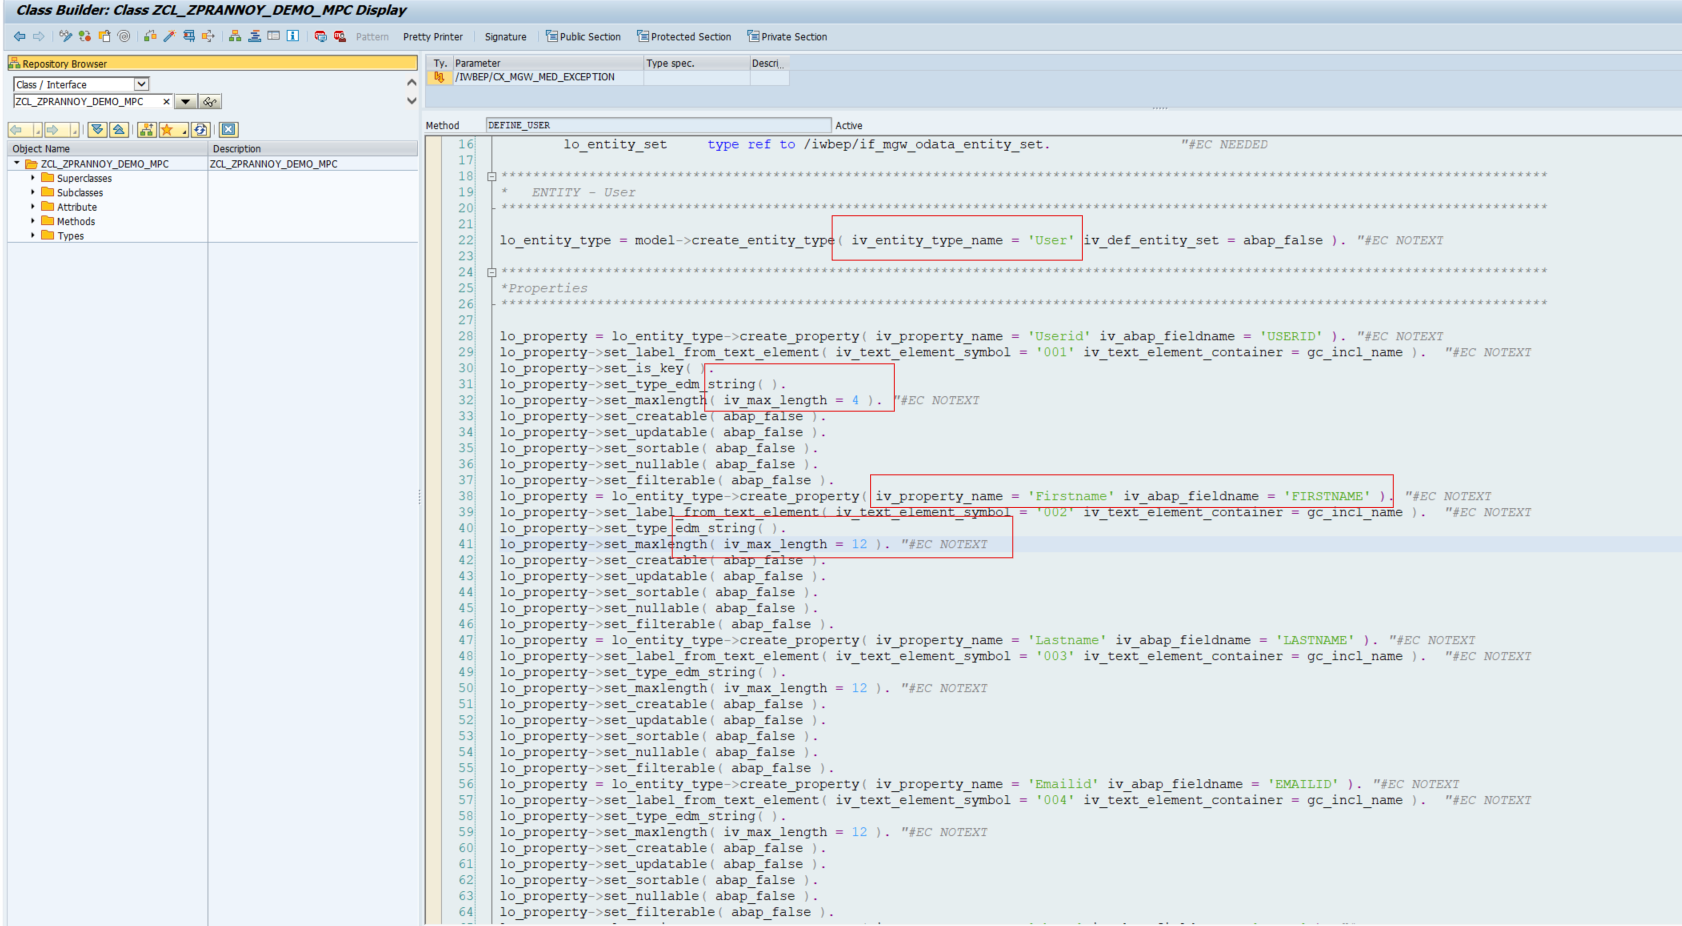 Class Builder: Class ZCL_ZPRANNOY_DEMO_MPC Display
Pattern Pretty Printer Signature Public Section Protected Section Private Section
Repository Browser
Class / Interface
ZCL_ZPRANNOY_DEMO_MPC
Object Name Description
ZCL_ZPRANNOY_DEMO_MPC ZCL_ZPRANNOY_DEMO_MPC
Superclasses
Subclasses
Attribute
Methods
Types
Ty. Parameter Type spec. Descri..
/IWBEP/CX_MGW_MED_EXCEPTION
Method DEFINE_USER Active
16 lo_entity_set type ref to /iwbep/if_mgw_odata_entity_set. "#EC NEEDED
17
18 ***********************************************************************************************************************************
19 * ENTITY - User
20 ***********************************************************************************************************************************
21
22 lo_entity_type = model->create_entity_type( iv_entity_type_name = 'User' iv_def_entity_set = abap_false ). "#EC NOTEXT
23
24 ***********************************************************************************************************************************
25 *Properties
26 ***********************************************************************************************************************************
27
28 lo_property = lo_entity_type->create_property( iv_property_name = 'Userid' iv_abap_fieldname = 'USERID' ). "#EC NOTEXT
29 lo_property->set_label_from_text_element( iv_text_element_symbol = '001' iv_text_element_container = gc_incl_name ). "#EC NOTEXT
30 lo_property->set_is_key( ).
31 lo_property->set_type_edm_string( ).
32 lo_property->set_maxlength( iv_max_length = 4 ). "#EC NOTEXT
33 lo_property->set_creatable( abap_false ).
34 lo_property->set_updatable( abap_false ).
35 lo_property->set_sortable( abap_false ).
36 lo_property->set_nullable( abap_false ).
37 lo_property->set_filterable( abap_false ).
38 lo_property = lo_entity_type->create_property( iv_property_name = 'Firstname' iv_abap_fieldname = 'FIRSTNAME' ). "#EC NOTEXT
39 lo_property->set_label_from_text_element( iv_text_element_symbol = '002' iv_text_element_container = gc_incl_name ). "#EC NOTEXT
40 lo_property->set_type_edm_string( ).
41 lo_property->set_maxlength( iv_max_length = 12 ). "#EC NOTEXT
42 lo_property->set_creatable( abap_false ).
43 lo_property->set_updatable( abap_false ).
44 lo_property->set_sortable( abap_false ).
45 lo_property->set_nullable( abap_false ).
46 lo_property->set_filterable( abap_false ).
47 lo_property = lo_entity_type->create_property( iv_property_name = 'Lastname' iv_abap_fieldname = 'LASTNAME' ). "#EC NOTEXT
48 lo_property->set_label_from_text_element( iv_text_element_symbol = '003' iv_text_element_container = gc_incl_name ). "#EC NOTEXT
49 lo_property->set_type_edm_string( ).
50 lo_property->set_maxlength( iv_max_length = 12 ). "#EC NOTEXT
51 lo_property->set_creatable( abap_false ).
52 lo_property->set_updatable( abap_false ).
53 lo_property->set_sortable( abap_false ).
54 lo_property->set_nullable( abap_false ).
55 lo_property->set_filterable( abap_false ).
56 lo_property = lo_entity_type->create_property( iv_property_name = 'Emailid' iv_abap_fieldname = 'EMAILID' ). "#EC NOTEXT
57 lo_property->set_label_from_text_element( iv_text_element_symbol = '004' iv_text_element_container = gc_incl_name ). "#EC NOTEXT
58 lo_property->set_type_edm_string( ).
59 lo_property->set_maxlength( iv_max_length = 12 ). "#EC NOTEXT
60 lo_property->set_creatable( abap_false ).
61 lo_property->set_updatable( abap_false ).
62 lo_property->set_sortable( abap_false ).
63 lo_property->set_nullable( abap_false ).
64 lo_property->set_filterable( abap_false ).